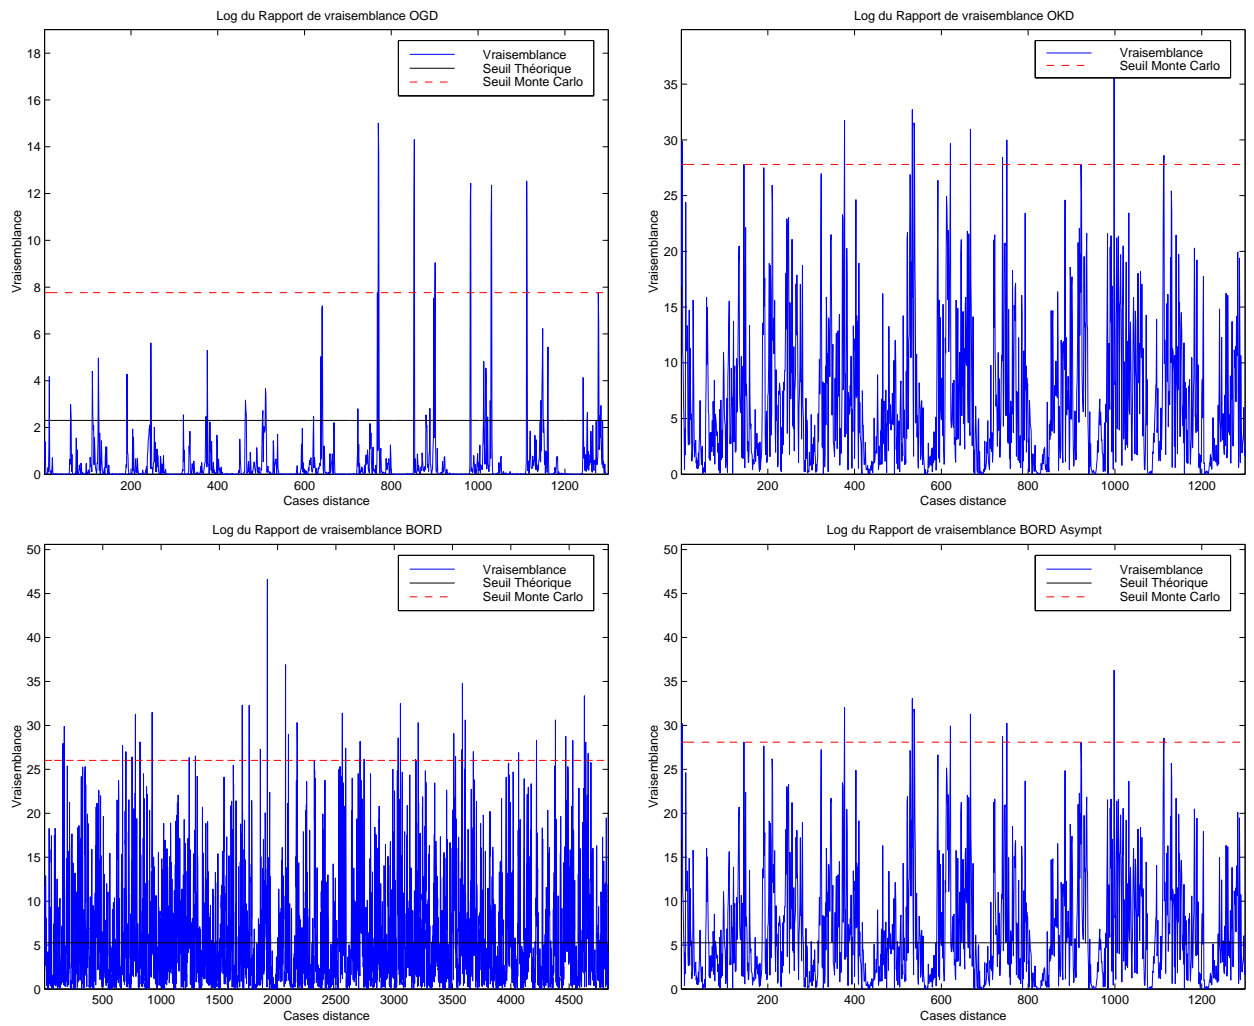 Log du Rapport de vraisemblance OGD
18
16
14
12
10
8
6
4
2
0
Vraisemblance
Vraisemblance
Seuil Théorique
Seuil Monte Carlo
200 400 600 800 1000 1200
Cases distance
Log du Rapport de vraisemblance OKD
35
30
25
20
15
10
5
0
Vraisemblance
Vraisemblance
Seuil Monte Carlo
200 400 600 800 1000 1200
Cases distance
Log du Rapport de vraisemblance BORD
50
45
40
35
30
25
20
15
10
5
0
Vraisemblance
Vraisemblance
Seuil Théorique
Seuil Monte Carlo
500 1000 1500 2000 2500 3000 3500 4000 4500
Cases distance
Log du Rapport de vraisemblance BORD Asympt
50
45
40
35
30
25
20
15
10
5
0
Vraisemblance
Vraisemblance
Seuil Théorique
Seuil Monte Carlo
200 400 600 800 1000 1200
Cases distance